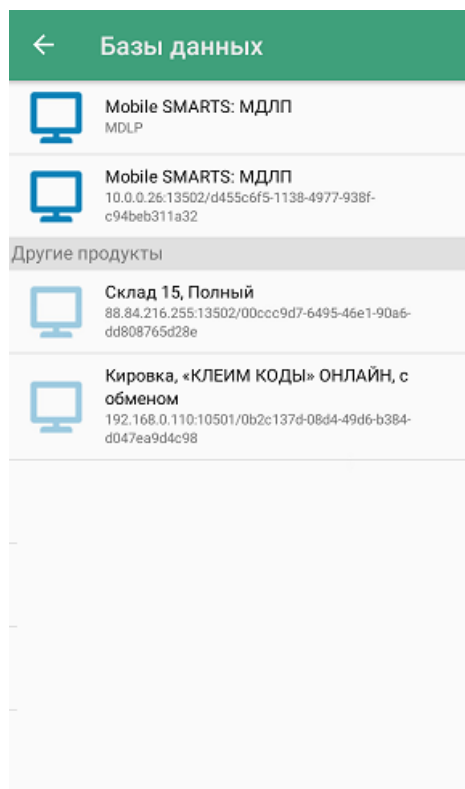 Базы данных
Mobile SMARTS: МДЛП
MDLP
Mobile SMARTS: МДЛП
10.0.0.26:13502/d455c6f5-1138-4977-938f-
c94beb311a32
Другие продукты
Склад 15, Полный
88.84.216.255:13502/00ccc9d7-6495-46e1-90a6-
dd808765d28e
Кировка, «КЛЕИМ КОДЫ» ОНЛАЙН, с
обменом
192.168.0.110:10501/0b2c137d-08d4-49d6-b384-
d047ea9d4c98